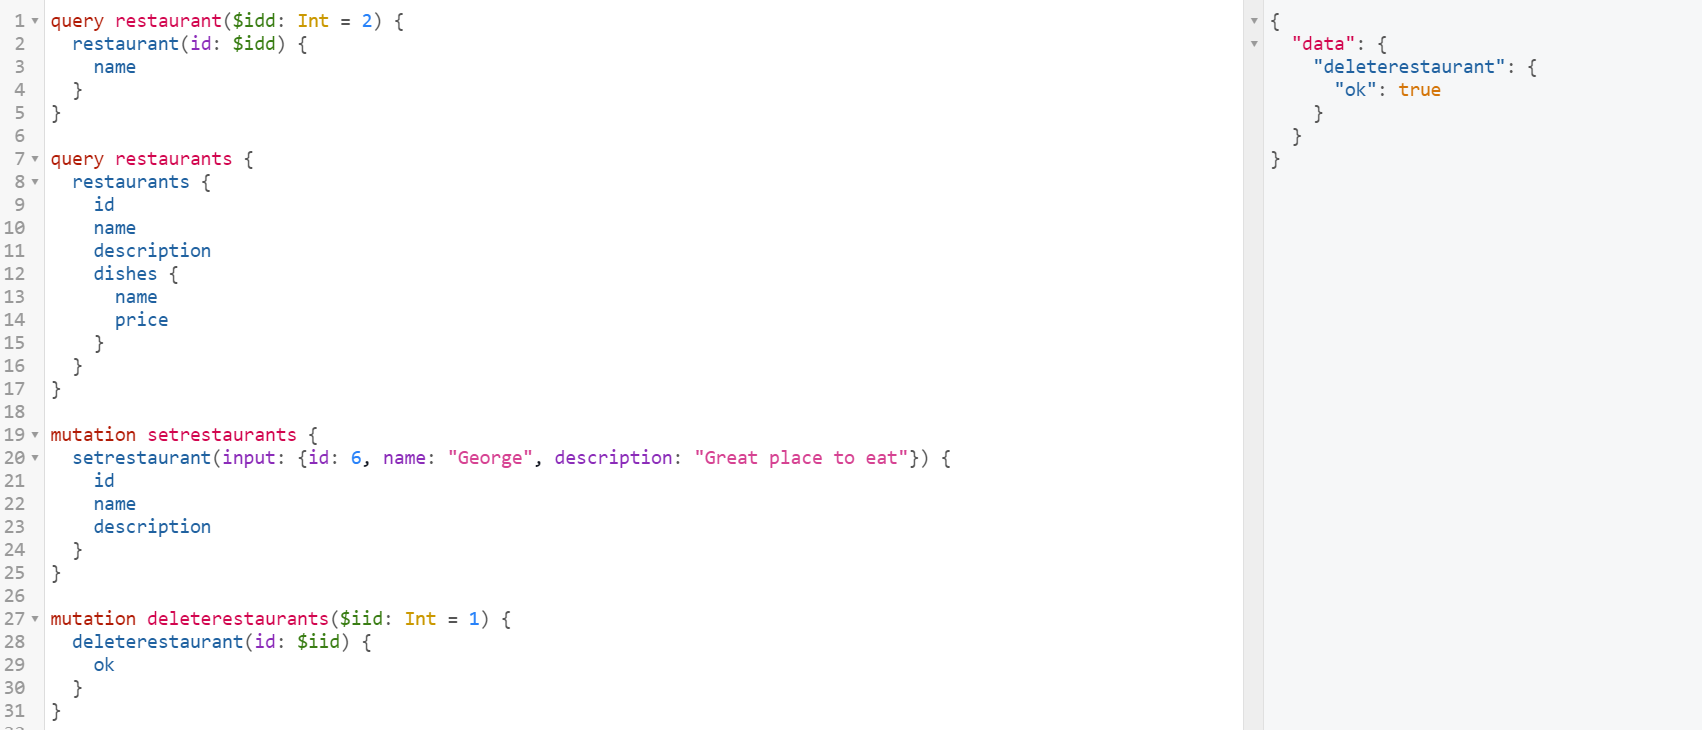 1 query restaurant($idd: Int = 2) {
2   restaurant(id: $idd) {
3     name
4   }
5 }
6
7 query restaurants {
8   restaurants {
9     id
10     name
11     description
12     dishes {
13       name
14       price
15     }
16   }
17 }
18
19 mutation setrestaurants {
20   setrestaurant(input: {id: 6, name: "George", description: "Great place to eat"}) {
21     id
22     name
23     description
24   }
25 }
26
27 mutation deleterestaurants($iid: Int = 1) {
28   deleterestaurant(id: $iid) {
29     ok
30   }
31 }
{
  "data": {
    "deleterestaurant": {
      "ok": true
    }
  }
}